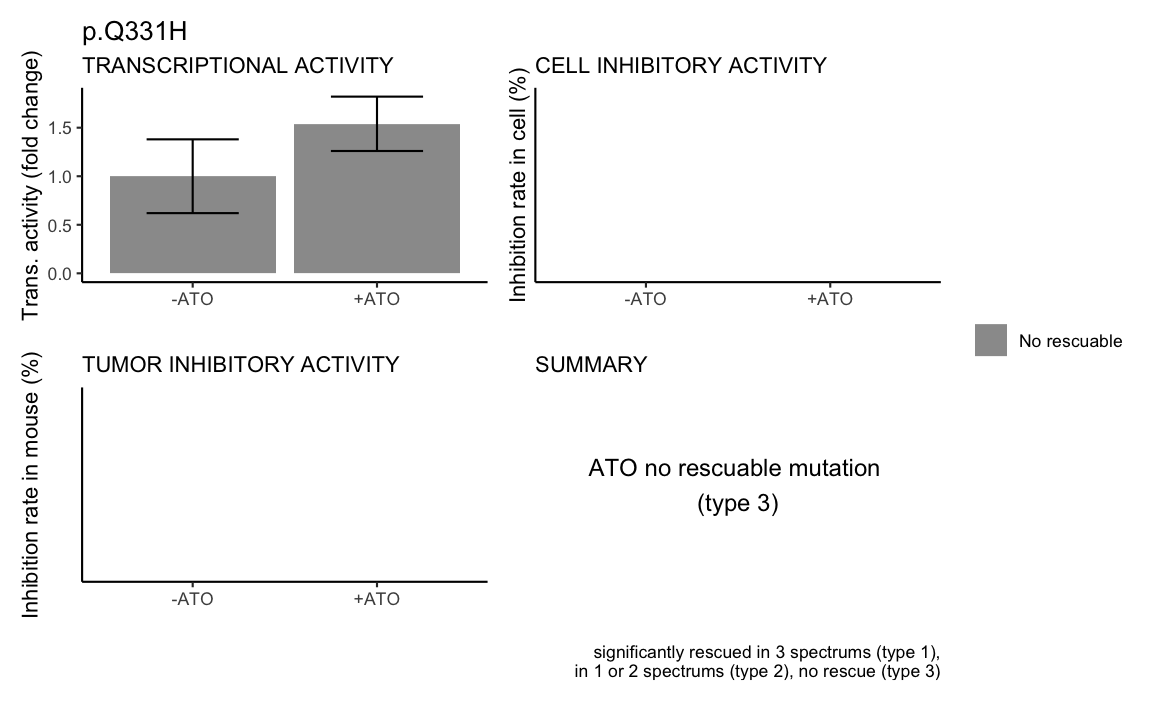 p.Q331H
TRANSCRIPTIONAL ACTIVITY
Trans. activity (fold change)
1.5
1.0
0.5
0.0
-ATO +ATO
CELL INHIBITORY ACTIVITY
Inhibition rate in cell (%)
-ATO +ATO
No rescuable
TUMOR INHIBITORY ACTIVITY
Inhibition rate in mouse (%)
-ATO +ATO
SUMMARY
ATO no rescuable mutation
(type 3)
significantly rescued in 3 spectrums (type 1),
in 1 or 2 spectrums (type 2), no rescue (type 3)